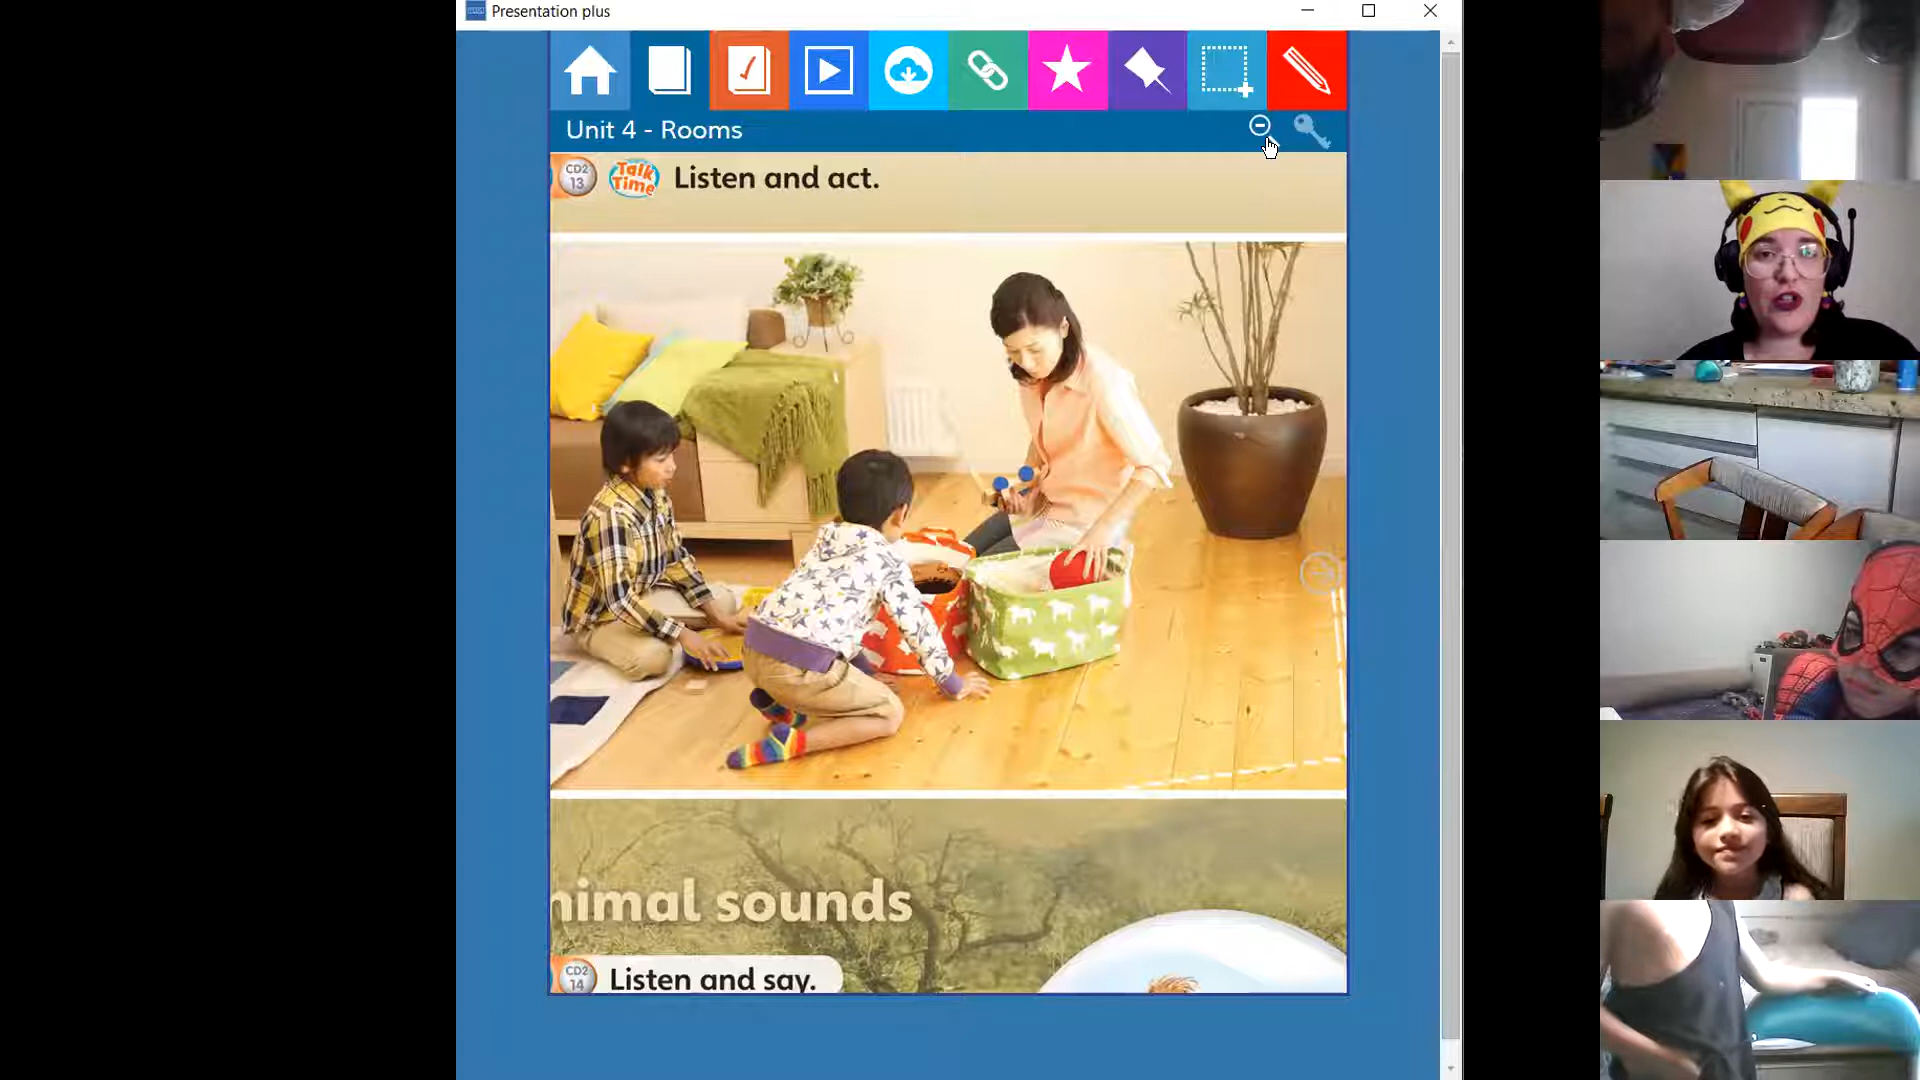 Presentation plus
Unit 4 - Rooms
CD2
13
Talk
Time
Listen and act.
nimal sounds
CD2
14
Listen and say.